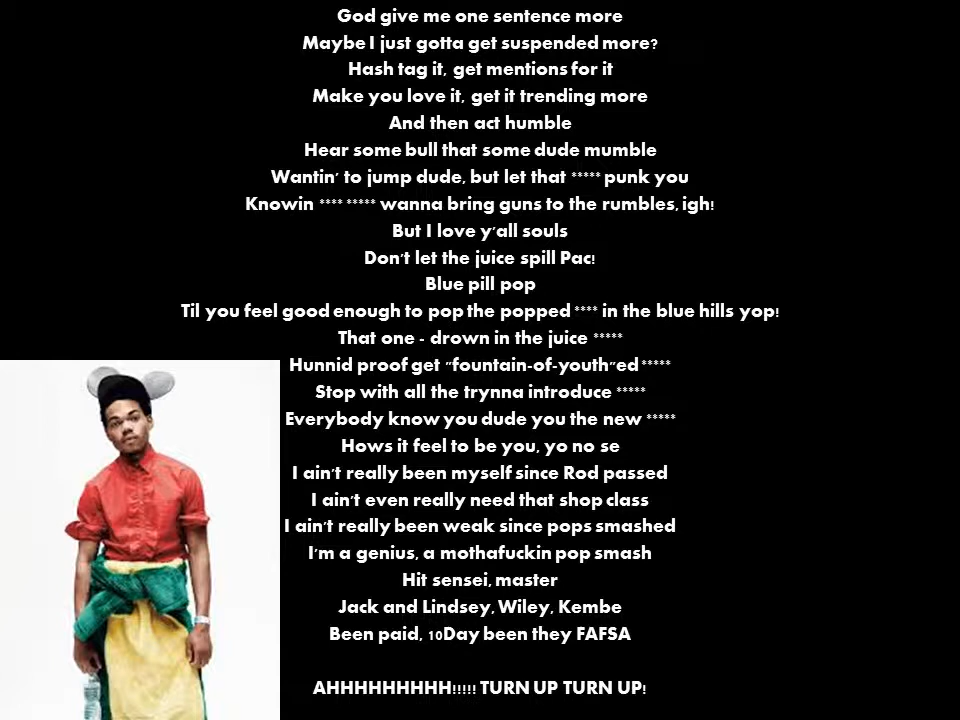 God give me one sentence more
Maybe I just gotta get suspended more?
Hash tag it, get mentions for it
Make you love it, get it trending more
And then act humble
Hear some bull that some dude mumble
Wantin' to jump dude, but let that ***** punk you
Knowin **** ***** wanna bring guns to the rumbles, igh!
But I love y'all souls
Don't let the juice spill Pac!
Blue pill pop
Til you feel good enough to pop the popped **** in the blue hills yop!
That one - drown in the juice *****
Hunnid proof get "fountain-of-youth"ed *****
Stop with all the trynna introduce *****
Everybody know you dude you the new *****
Hows it feel to be you, yo no se
I ain't really been myself since Rod passed
I ain't even really need that shop class
I ain't really been weak since pops smashed
I'm a genius, a mothafuckin pop smash
Hit sensei, master
Jack and Lindsey, Wiley, Kembe
Been paid, 10Day been they FAFSA
AHHHHHHHHH!!!!! TURN UP TURN UP!